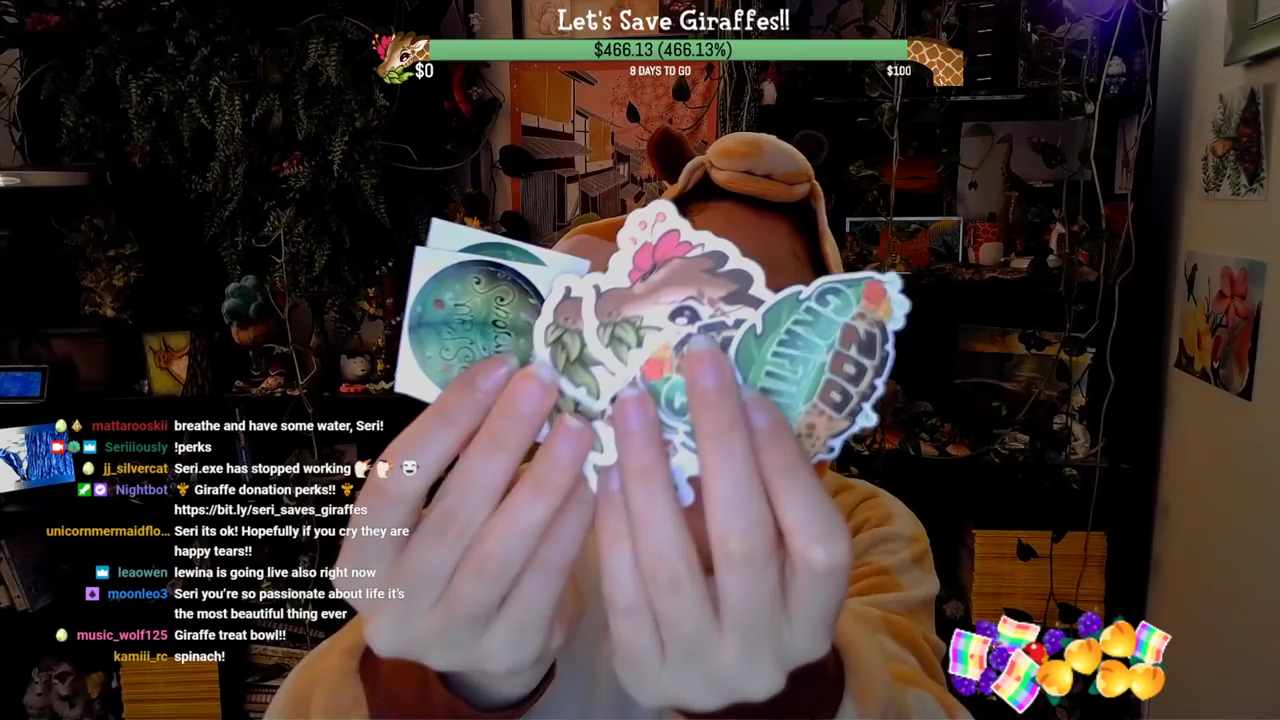 Let's Save Giraffes!!
$466.13 (466.13%)
$0
8 DAYS TO GO
$100
mattarooskii breathe and have some water, Seri!
Seriiiously !perks
jj_silvercat Seri.exe has stopped working
Nightbot Giraffe donation perks!!
https://bit.ly/seri_saves_giraffes
unicornmermaidflo... Seri its ok! Hopefully if you cry they are
happy tears!!
leaowen lewina is going live also right now
moonleo3 Seri you're so passionate about life it's
the most beautiful thing ever
music_wolf125 Giraffe treat bowl!!
kamiii_rc spinach!
ZOO